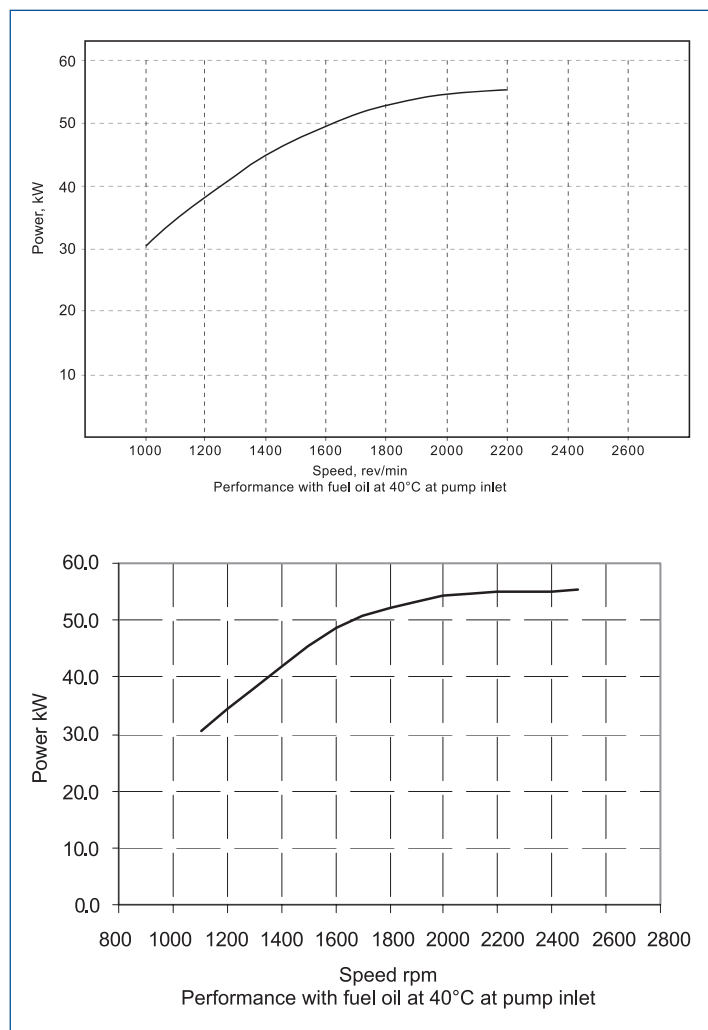 60
50
40
30
20
10
Power, kW
1000 1200 1400 1600 1800 2000 2200 2400 2600
Speed, rev/min
Performance with fuel oil at 40°C at pump inlet
60.0
50.0
40.0
30.0
20.0
10.0
0.0
Power kW
800 1000 1200 1400 1600 1800 2000 2200 2400 2600 2800
Speed rpm
Performance with fuel oil at 40°C at pump inlet